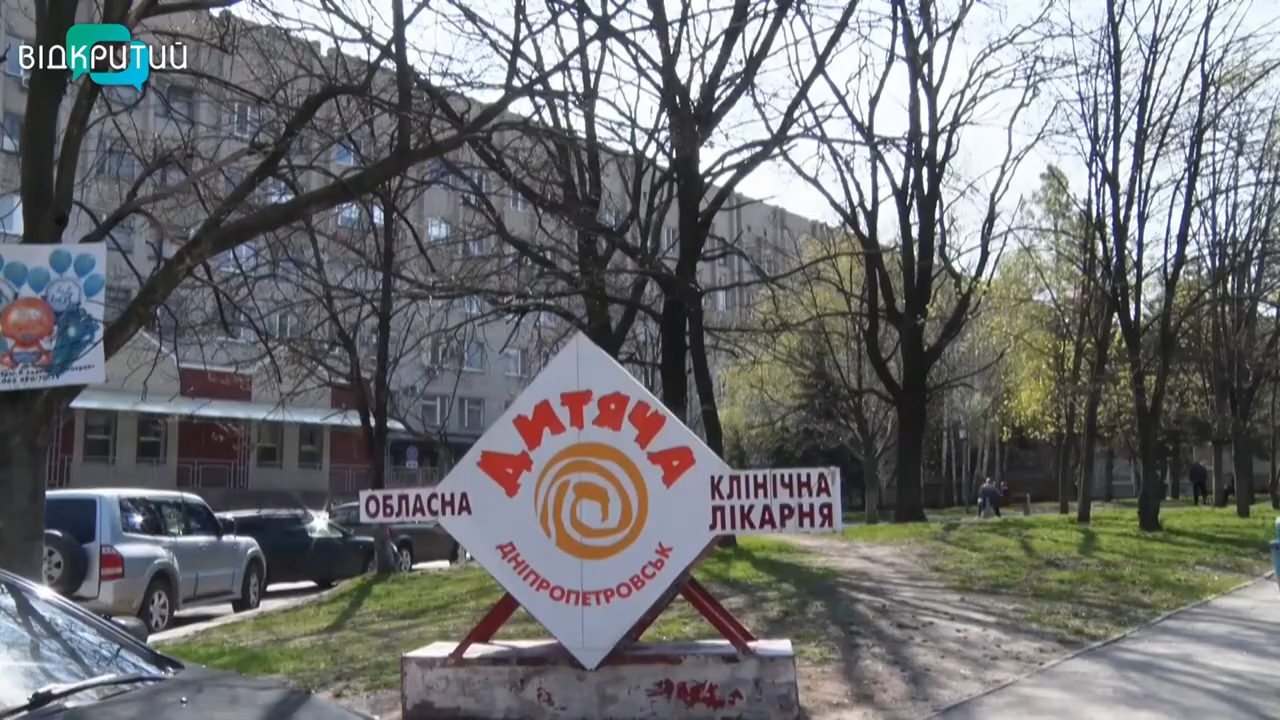 ВІДКРИТИЙ
ДИТЯЧА
ОБЛАСНА
КЛІНІЧНА
ЛІКАРНЯ
ДНІПРОПЕТРОВСЬК